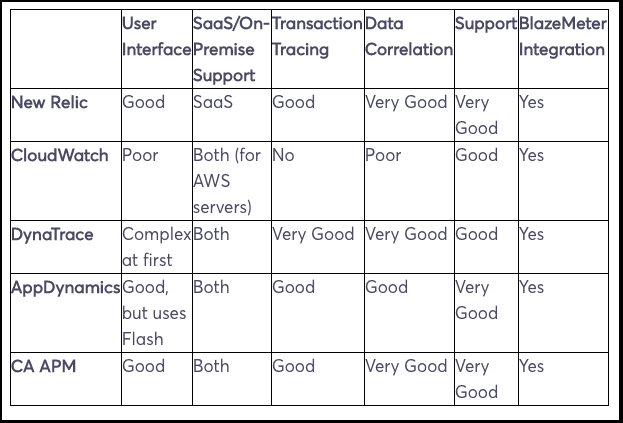 User Interface SaaS/On-Premise Support Transaction Tracing Data Correlation Support BlazeMeter Integration
New Relic Good SaaS Good Very Good Very Good Yes
CloudWatch Poor Both (for AWS servers) No Poor Good Yes
DynaTrace Complex at first Both Very Good Very Good Good Yes
AppDynamics Good, but uses Flash Both Good Good Very Good Yes
CA APM Good Both Good Very Good Very Good Yes